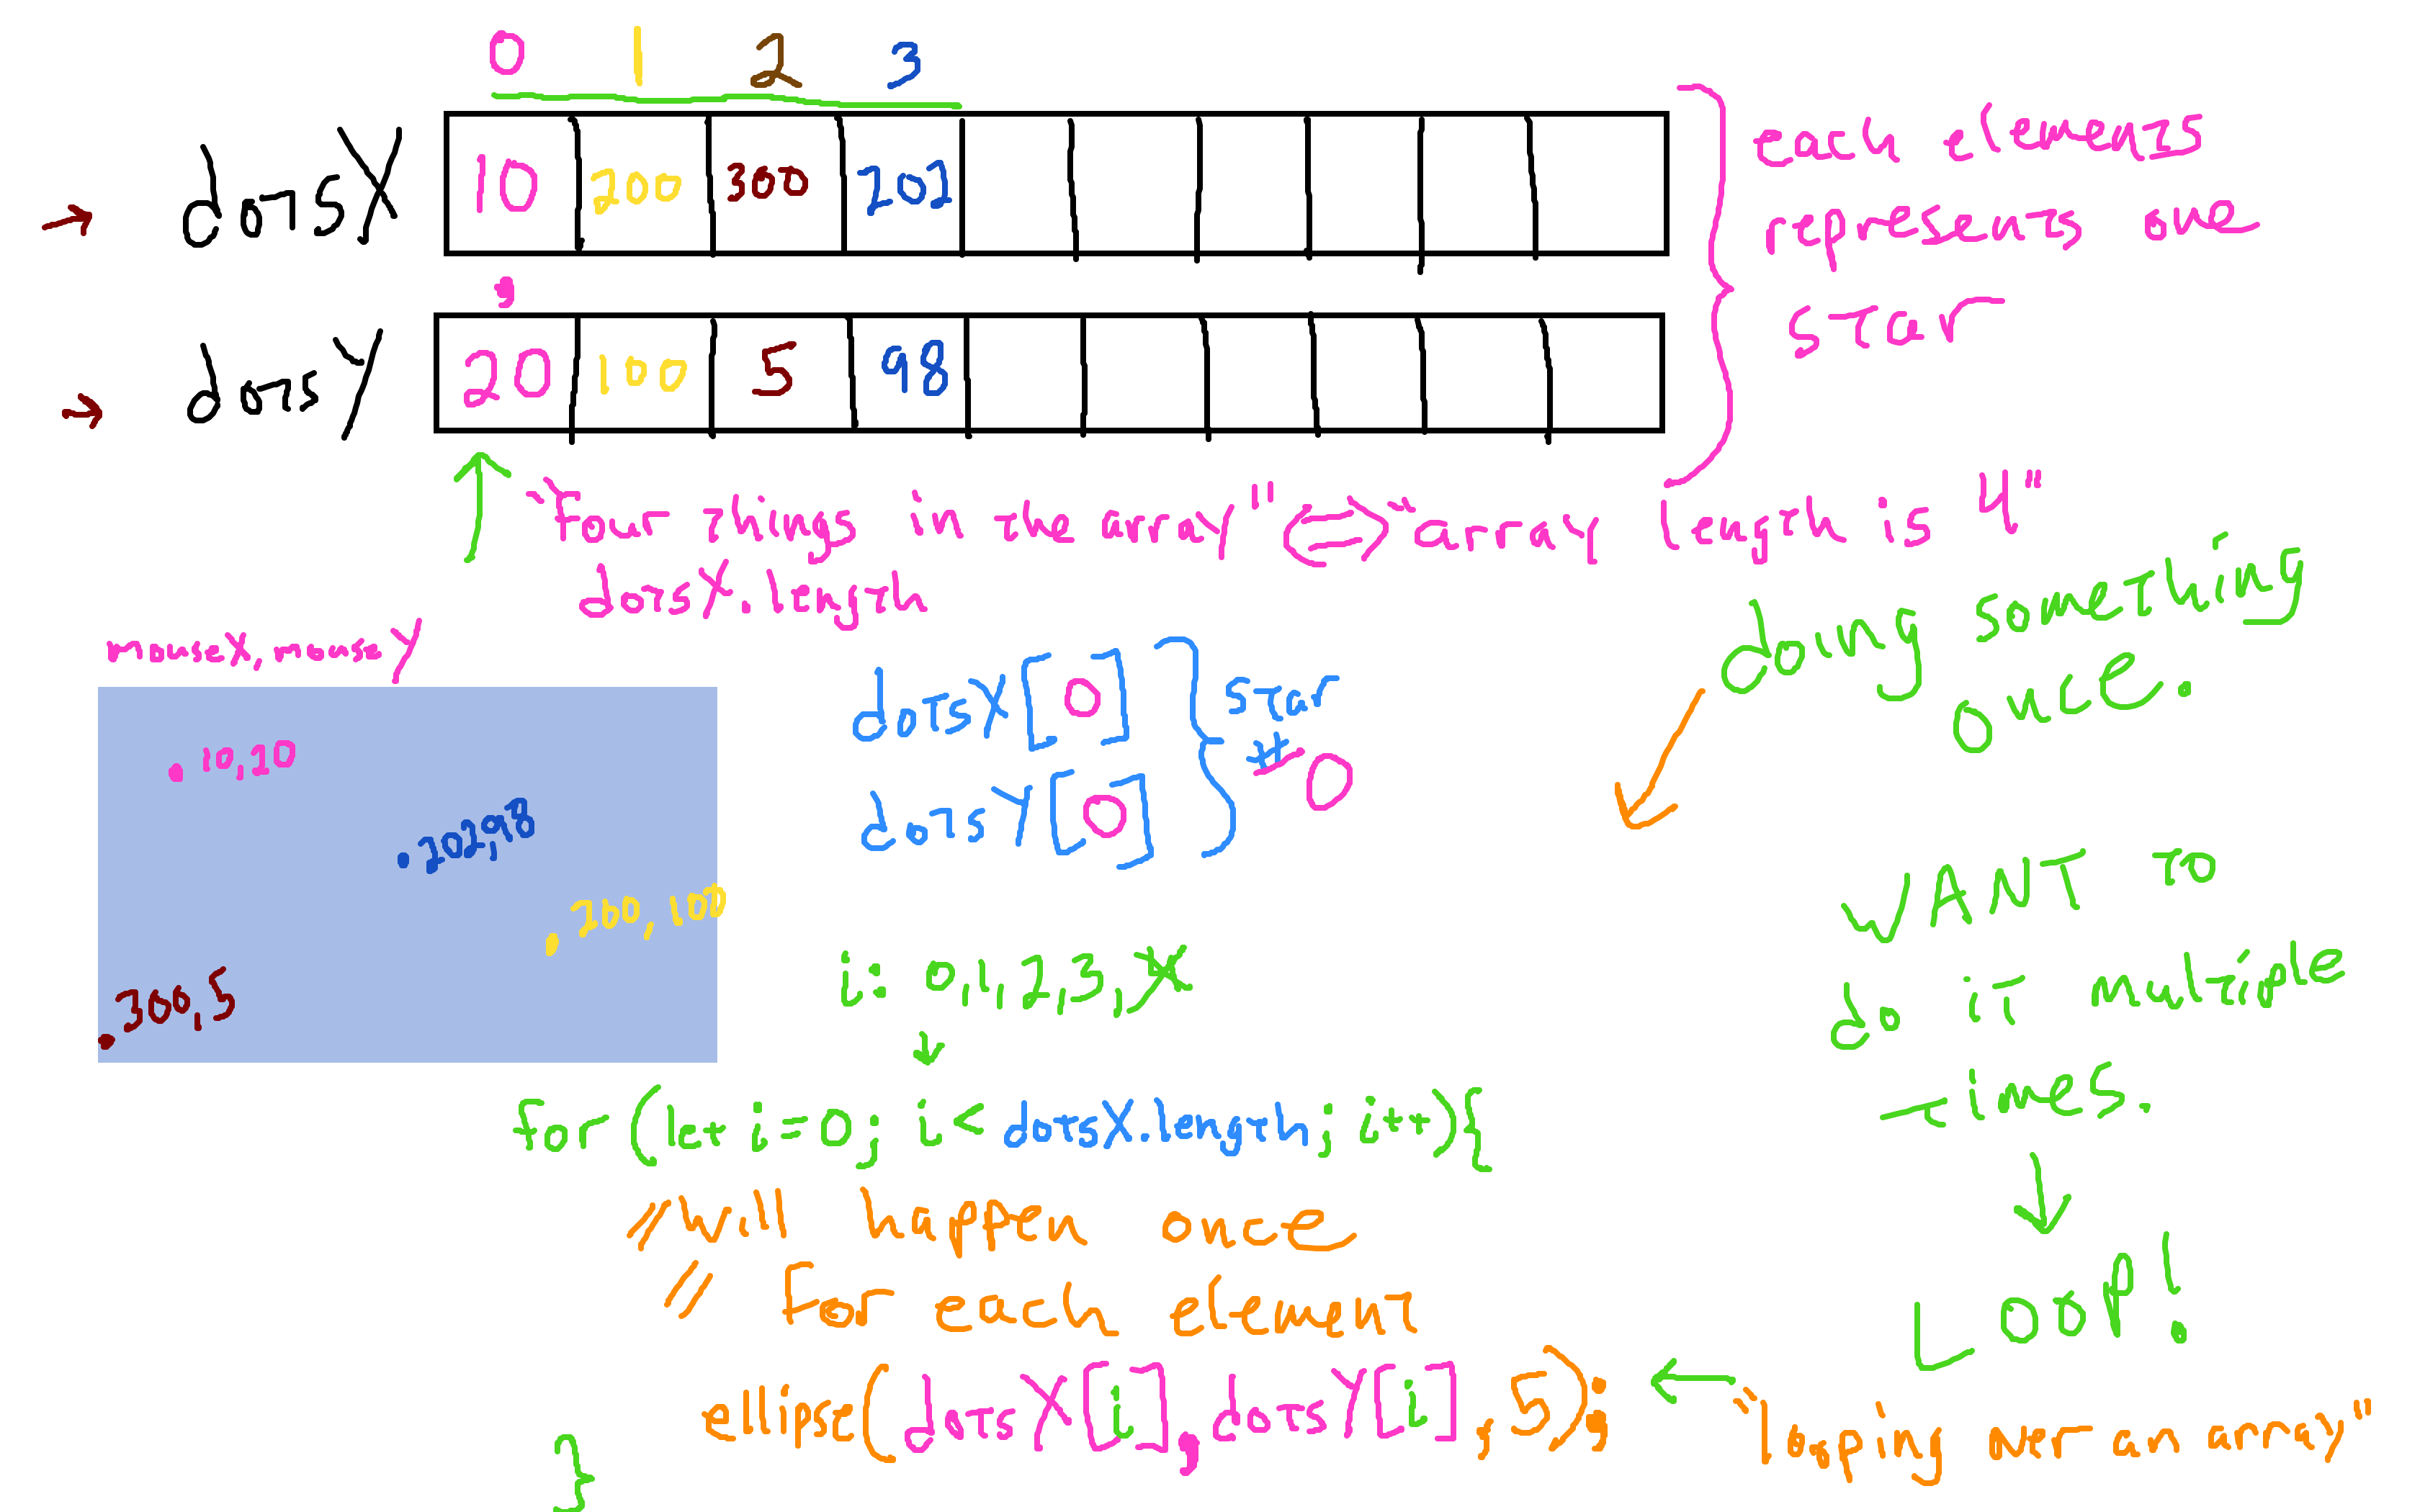 0 1 2 3
dotsX 10 200 300 202
each elements
represents one
star
,
dotsY 20 100 5 98
"Four things in the array" <=> "array length is "4"
dotsX.length
mouseX, mouseY
. 10,20
. 202,98
. 200,100
. 300,5
dotsX[0]
dotsY[0]
star
# 0
doing something
once.
WANT TO
do it multiple
times.
LOOP!
"looping over an array"
i: 0,1,2,3,
for (let i=0; i< dotsX.length; i++){
//will happen once
// for each element
ellipse(dotsX[i], dotsY[i], 5);
}